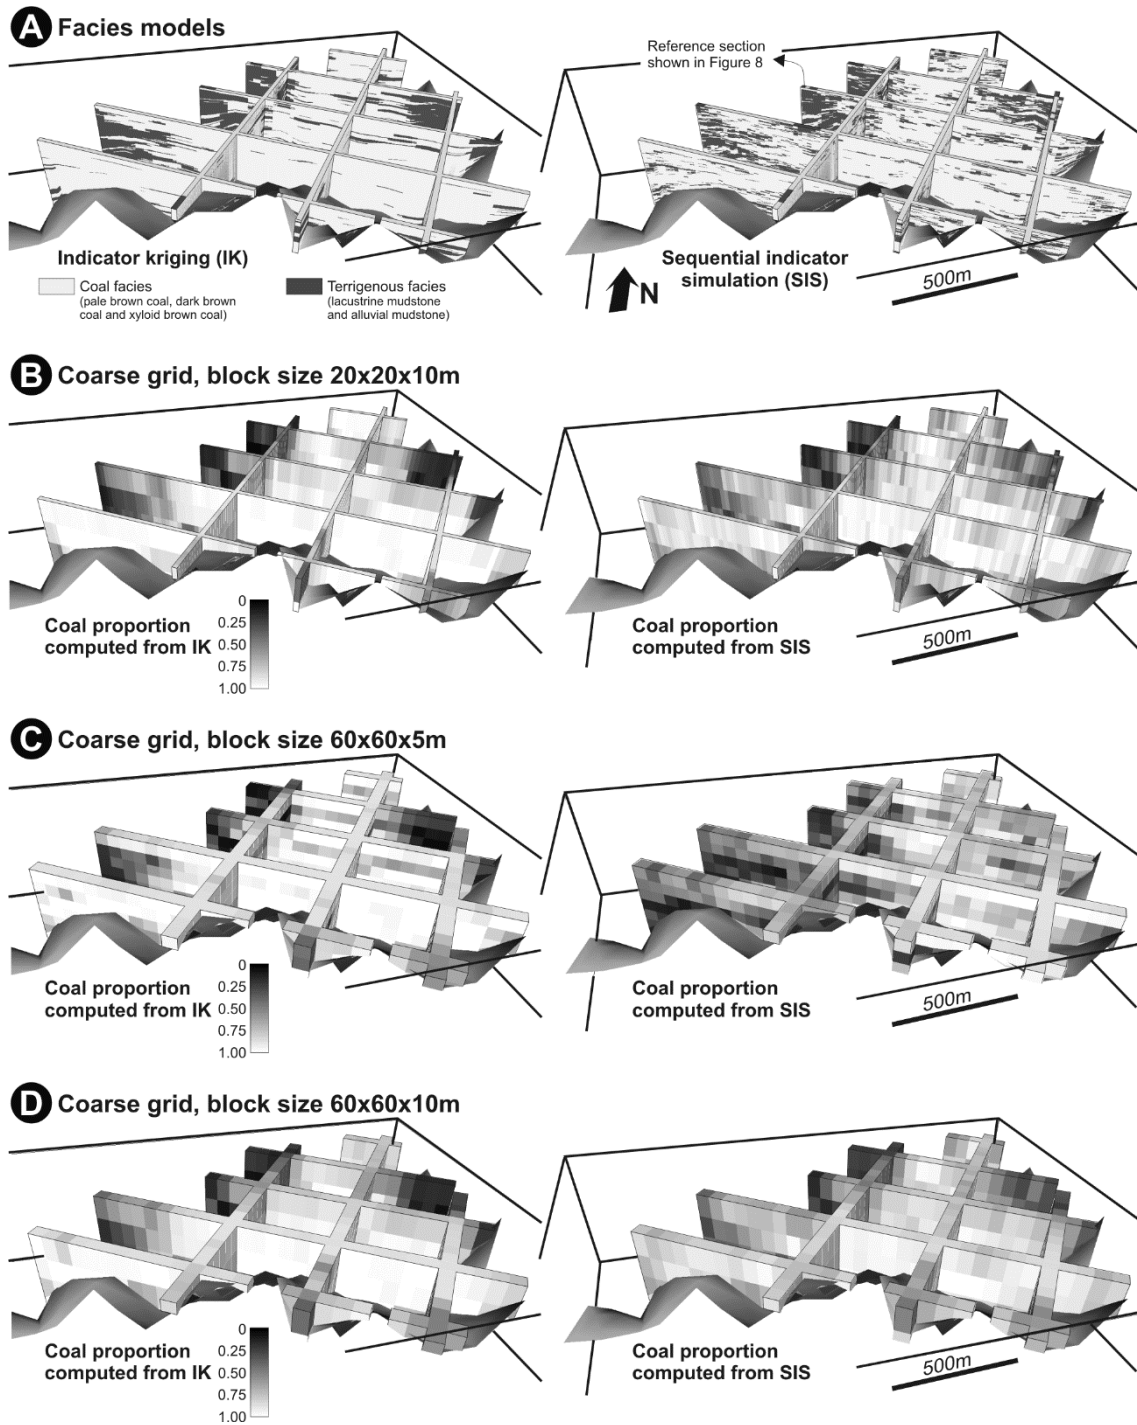 A Facies models
Reference section
shown in Figure 8
Indicator kriging (IK)
Coal facies
(pale brown coal, dark brown
coal and xyloid brown coal)
Terrigenous facies
(lacustrine mudstone
and alluvial mudstone)
N
Sequential indicator
simulation (SIS)
500m
B Coarse grid, block size 20x20x10m
Coal proportion
computed from IK
0
0.25
0.50
0.75
1.00
Coal proportion
computed from SIS
500m
C Coarse grid, block size 60x60x5m
Coal proportion
computed from IK
0
0.25
0.50
0.75
1.00
Coal proportion
computed from SIS
500m
D Coarse grid, block size 60x60x10m
Coal proportion
computed from IK
0
0.25
0.50
0.75
1.00
Coal proportion
computed from SIS
500m